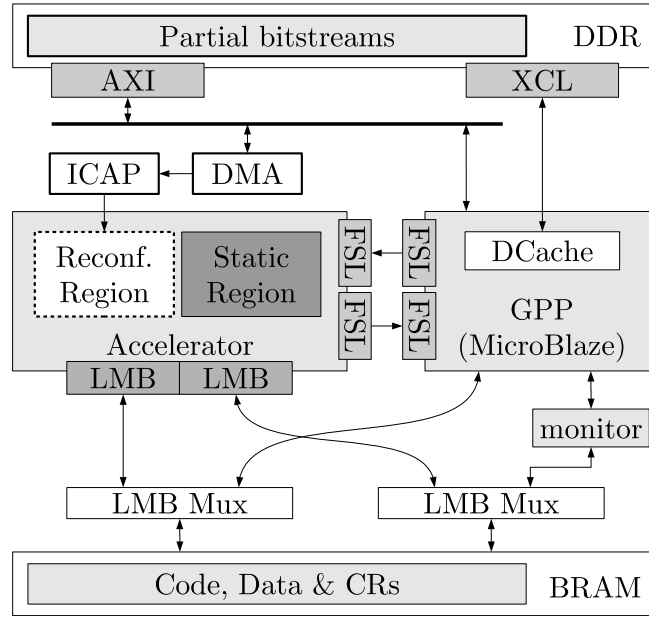 Partial bitstreams
DDR
AXI
XCL
ICAP
DMA
Reconf.
Region
Static
Region
FSL
FSL
DCache
GPP
(MicroBlaze)
FSL
FSL
Accelerator
LMB
LMB
monitor
LMB Mux
LMB Mux
Code, Data & CRs
BRAM